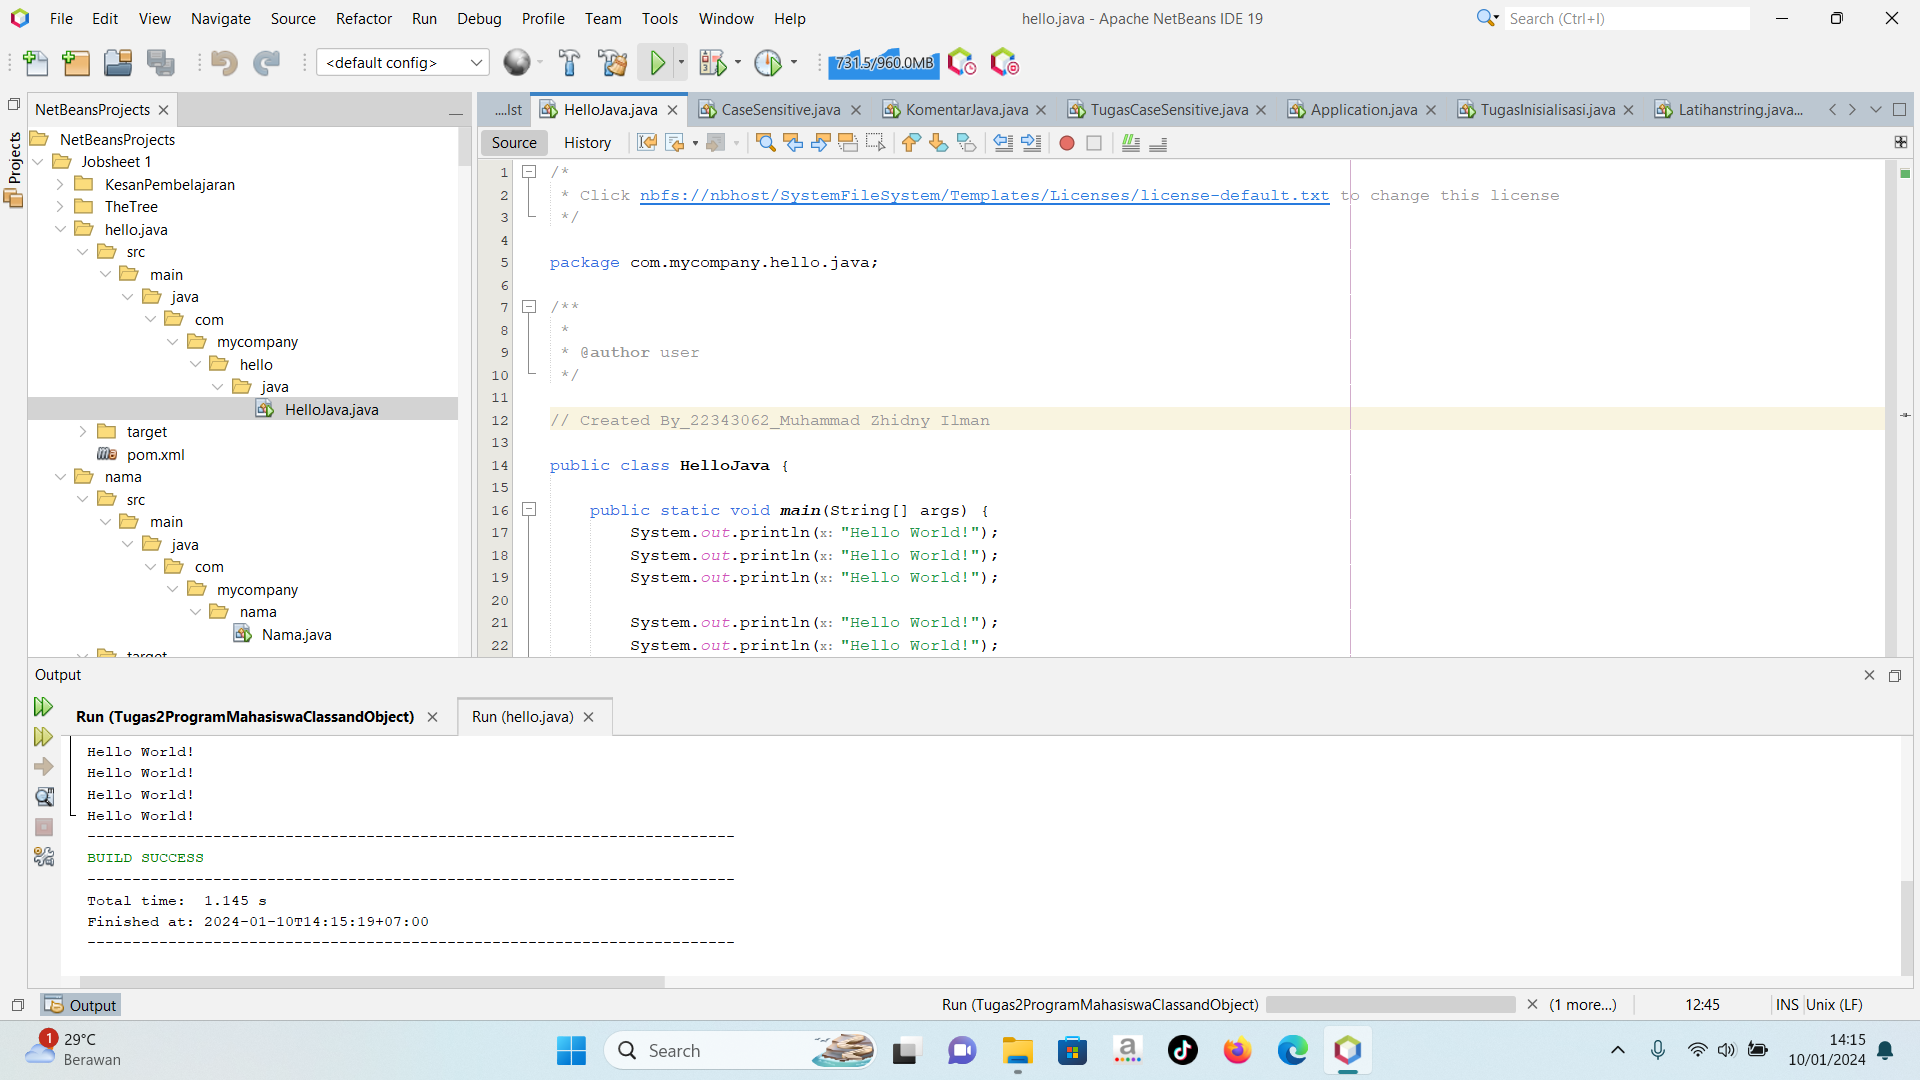 File Edit View Navigate Source Refactor Run Debug Profile Team Tools Window Help
hello.java - Apache NetBeans IDE 19
Search (Ctrl+I)
<default config>
731.5/960.0MB
Projects
NetBeansProjects
NetBeansProjects
Jobsheet 1
KesanPembelajaran
TheTree
hello.java
src
main
java
com
mycompany
hello
java
HelloJava.java
target
pom.xml
nama
src
main
java
com
mycompany
nama
Nama.java
target
....lst HelloJava.java CaseSensitive.java KomentarJava.java TugasCaseSensitive.java Application.java TugasInisialisasi.java Latihanstring.java...
Source History
1 /*
2 * Click nbfs://nbhost/SystemFileSystem/Templates/Licenses/license-default.txt to change this license
3 */
4
5 package com.mycompany.hello.java;
6
7 /**
8 *
9 * @author user
10 */
11
12 // Created By_22343062_Muhammad Zhidny Ilman
13
14 public class HelloJava {
15
16 public static void main(String[] args) {
17 System.out.println(x: "Hello World!");
18 System.out.println(x: "Hello World!");
19 System.out.println(x: "Hello World!");
20
21 System.out.println(x: "Hello World!");
22 System.out.println(x: "Hello World!");
Output
Run (Tugas2ProgramMahasiswaClassandObject) Run (hello.java)
Hello World!
Hello World!
Hello World!
Hello World!
------------------------------------------------------------------------
BUILD SUCCESS
------------------------------------------------------------------------
Total time:  1.145 s
Finished at: 2024-01-10T14:15:19+07:00
------------------------------------------------------------------------
Output
Run (Tugas2ProgramMahasiswaClassandObject) (1 more...) 12:45 INS Unix (LF)
1
29°C
Berawan
Search
14:15
10/01/2024